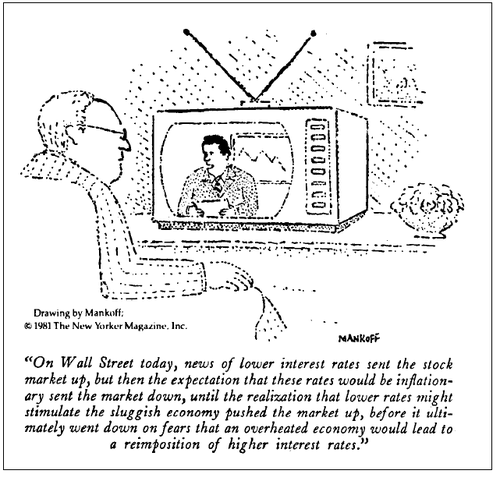 Drawing by Mankoff;
© 1981 The New Yorker Magazine, Inc.
MANKOFF
“On Wall Street today, news of lower interest rates sent the stock
market up, but then the expectation that these rates would be inflation-
ary sent the market down, until the realization that lower rates might
stimulate the sluggish economy pushed the market up, before it ulti-
mately went down on fears that an overheated economy would lead to
a reimposition of higher interest rates.”